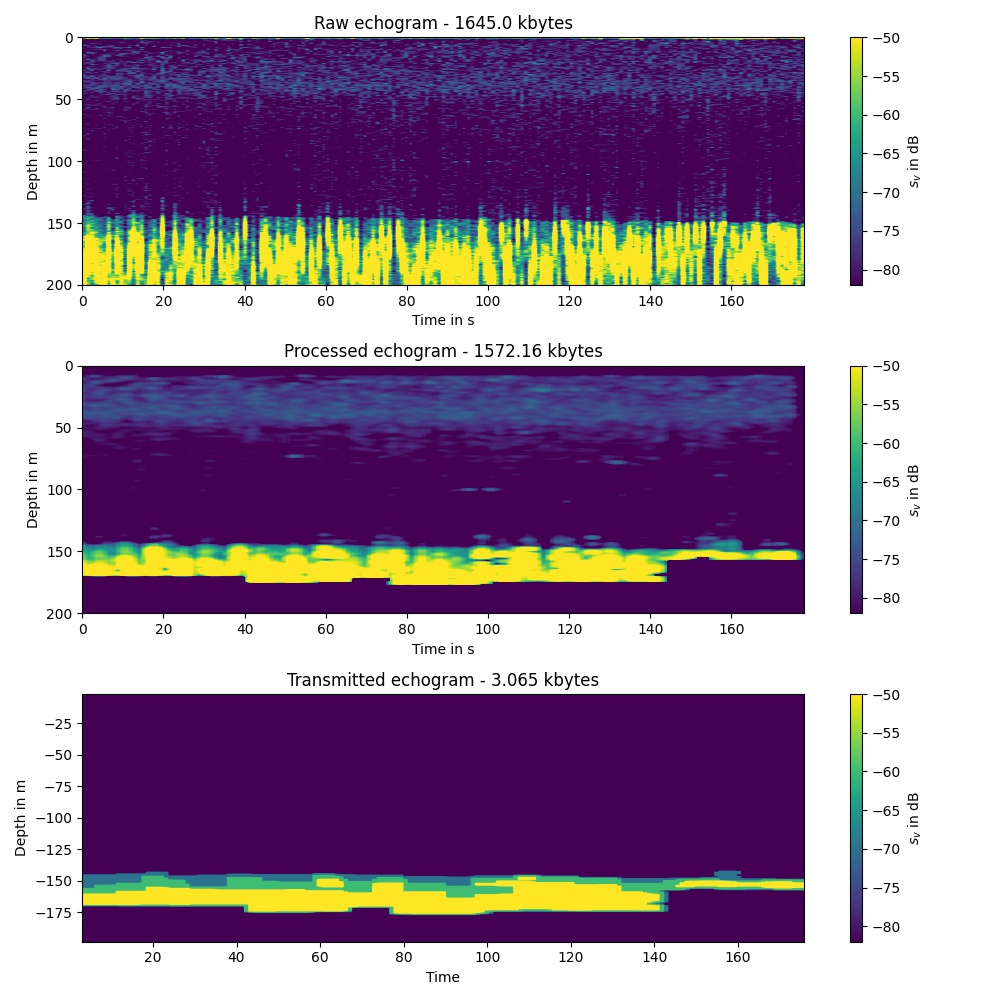 Raw echogram - 1645.0 kbytes
0
50
100
150
200
Depth in m
0 20 40 60 80 100 120 140 160
Time in s
−50
−55
−60
−65
−70
−75
−80
sv in dB
Processed echogram - 1572.16 kbytes
0
50
100
150
200
Depth in m
0 20 40 60 80 100 120 140 160
Time in s
−50
−55
−60
−65
−70
−75
−80
sv in dB
Transmitted echogram - 3.065 kbytes
−25
−50
−75
−100
−125
−150
−175
Depth in m
20 40 60 80 100 120 140 160
Time
−50
−55
−60
−65
−70
−75
−80
sv in dB